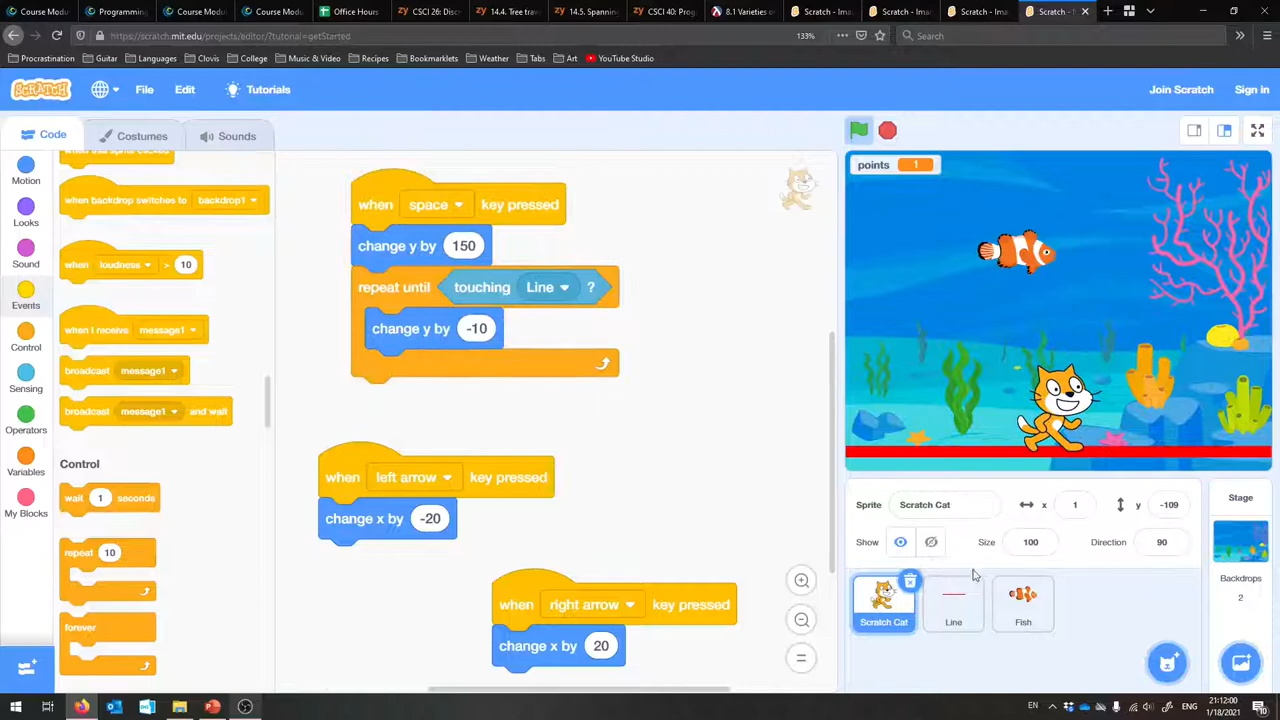 Course Modu
Programming
Course Modu
Course Modu
Office Hours
CSCI 26: Disc
14.4. Tree tra
14.5. Spannin
CSCI 40: Prog
8.1 Varieties o
Scratch - Ima
Scratch - Ima
Scratch - Ima
Scratch - I
https://scratch.mit.edu/projects/editor/?tutorial=getStarted
133%
Search
Procrastination
Guitar
Languages
Clovis
College
Music & Video
Recipes
Bookmarklets
Weather
Tabs
Art
YouTube Studio
SCRATCH
File
Edit
Tutorials
Join Scratch
Sign in
Code
Costumes
Sounds
Motion
Looks
Sound
Events
Control
Sensing
Operators
Variables
My Blocks
when backdrop switches to backdrop1
when loudness > 10
when I receive message1
broadcast message1
broadcast message1 and wait
Control
wait 1 seconds
repeat 10
forever
when space key pressed
change y by 150
repeat until touching Line ?
change y by -10
when left arrow key pressed
change x by -20
when right arrow key pressed
change x by 20
points 1
Sprite Scratch Cat x 1 y -109
Show Size 100 Direction 90
Scratch Cat
Line
Fish
Stage
Backdrops
2
EN
21:12:00
1/18/2021